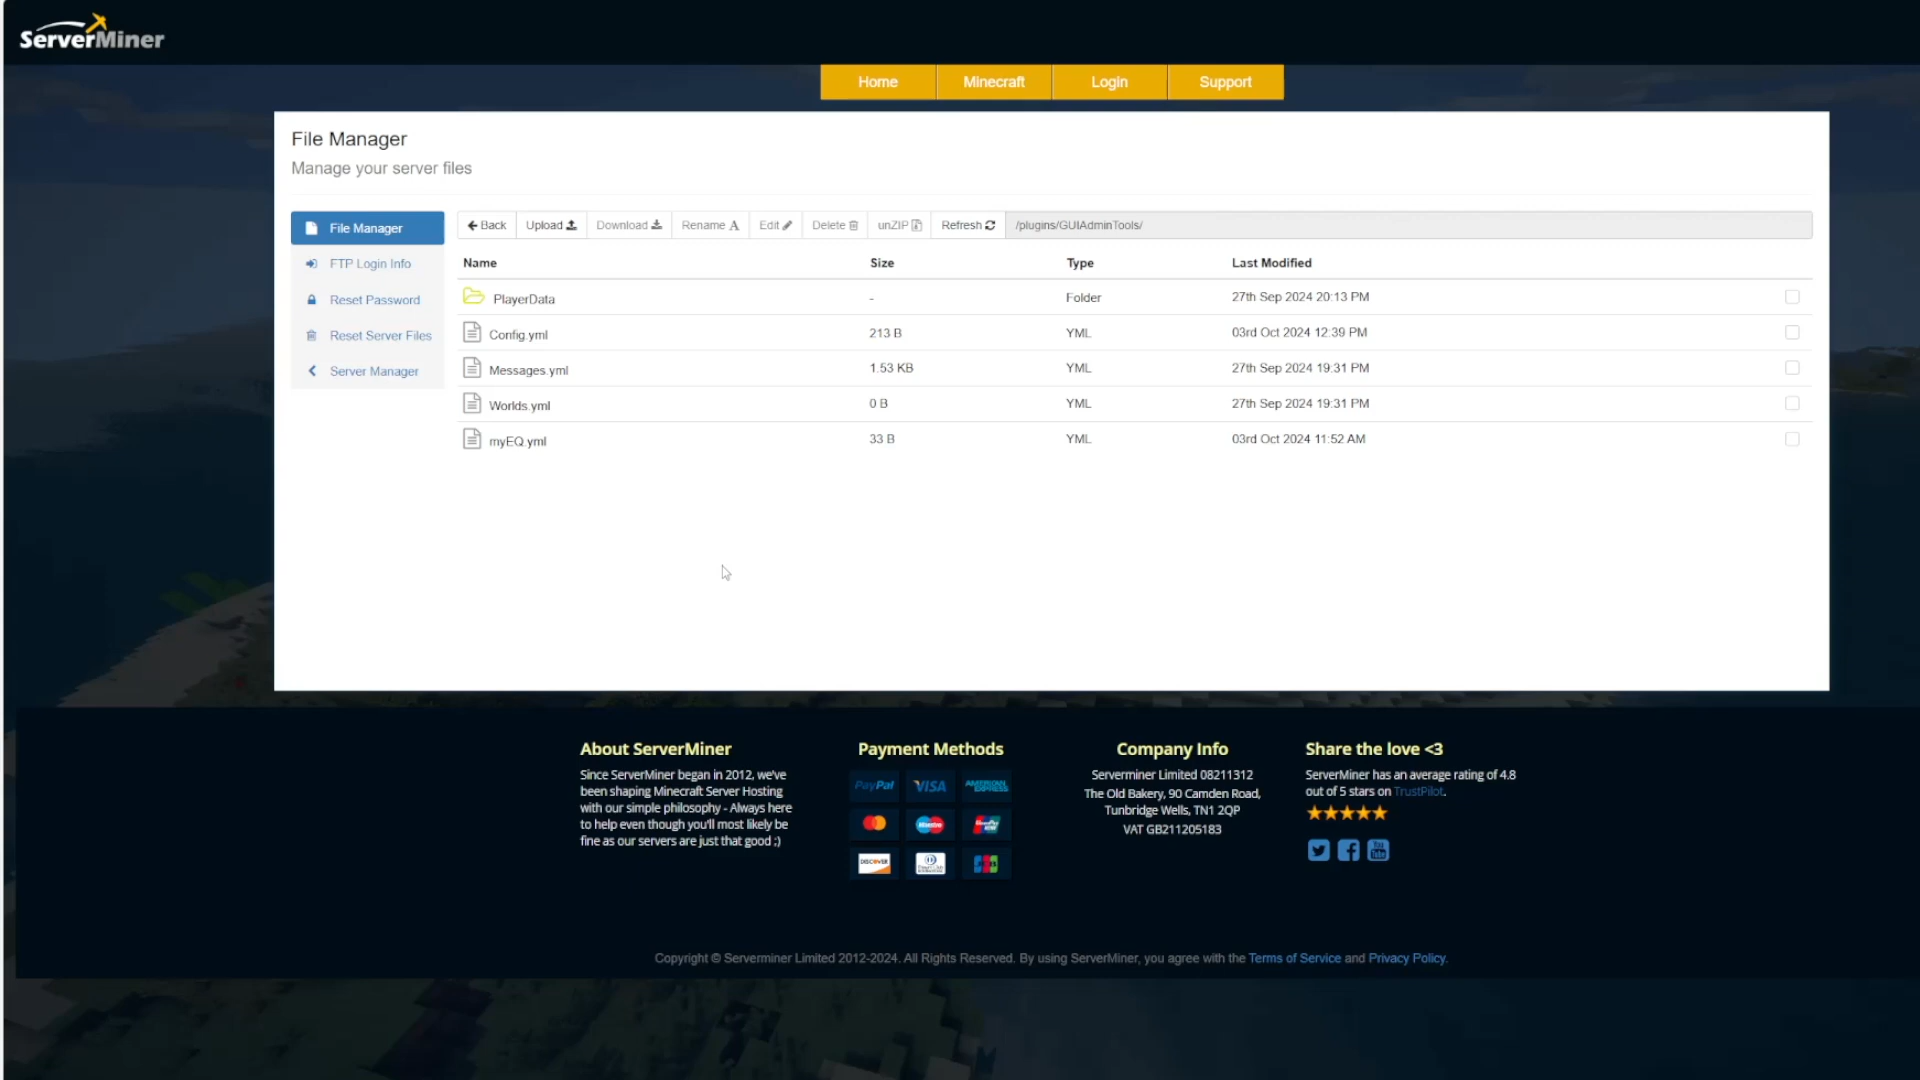 ServerMiner
Home
Minecraft
Login
Support
File Manager
Manage your server files
File Manager
FTP Login Info
Reset Password
Reset Server Files
Server Manager
Back Upload Download Rename Edit Delete unZIP Refresh /plugins/GUIAdminTools/
Name Size Type Last Modified
PlayerData - Folder 27th Sep 2024 20:13 PM
Config.yml 213 B YML 03rd Oct 2024 12:39 PM
Messages.yml 1.53 KB YML 27th Sep 2024 19:31 PM
Worlds.yml 0 B YML 27th Sep 2024 19:31 PM
myEQ.yml 33 B YML 03rd Oct 2024 11:52 AM
About ServerMiner
Since ServerMiner began in 2012, we've
been shaping Minecraft Server Hosting
with our simple philosophy - Always here
to help even though you'll most likely be
fine as our servers are just that good ;)
Payment Methods
PayPal VISA AMERICAN EXPRESS
DISCOVER
Company Info
Serverminer Limited 08211312
The Old Bakery, 90 Camden Road,
Tunbridge Wells, TN1 2QP
VAT GB211205183
Share the love <3
ServerMiner has an average rating of 4.8
out of 5 stars on TrustPilot.
You Tube
Copyright © Serverminer Limited 2012-2024. All Rights Reserved. By using ServerMiner, you agree with the Terms of Service and Privacy Policy.